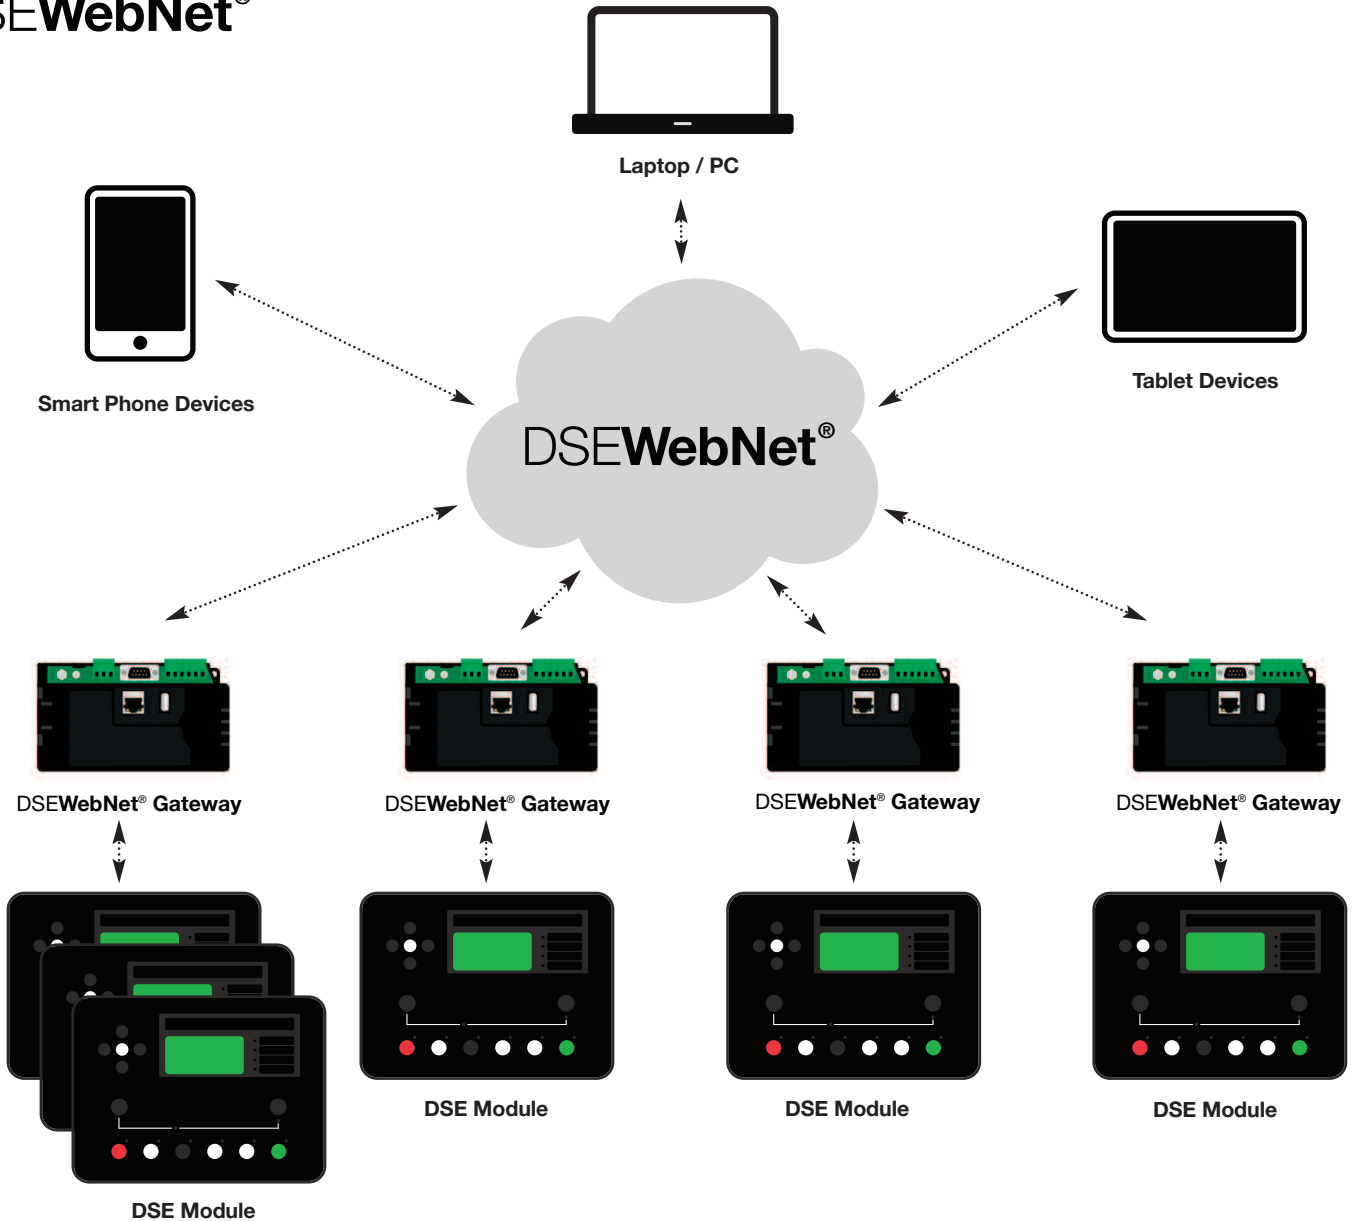 SEWebNet®
Laptop / PC
Smart Phone Devices
Tablet Devices
DSEWebNet®
DSEWebNet® Gateway
DSEWebNet® Gateway
DSEWebNet® Gateway
DSEWebNet® Gateway
DSE Module
DSE Module
DSE Module
DSE Module